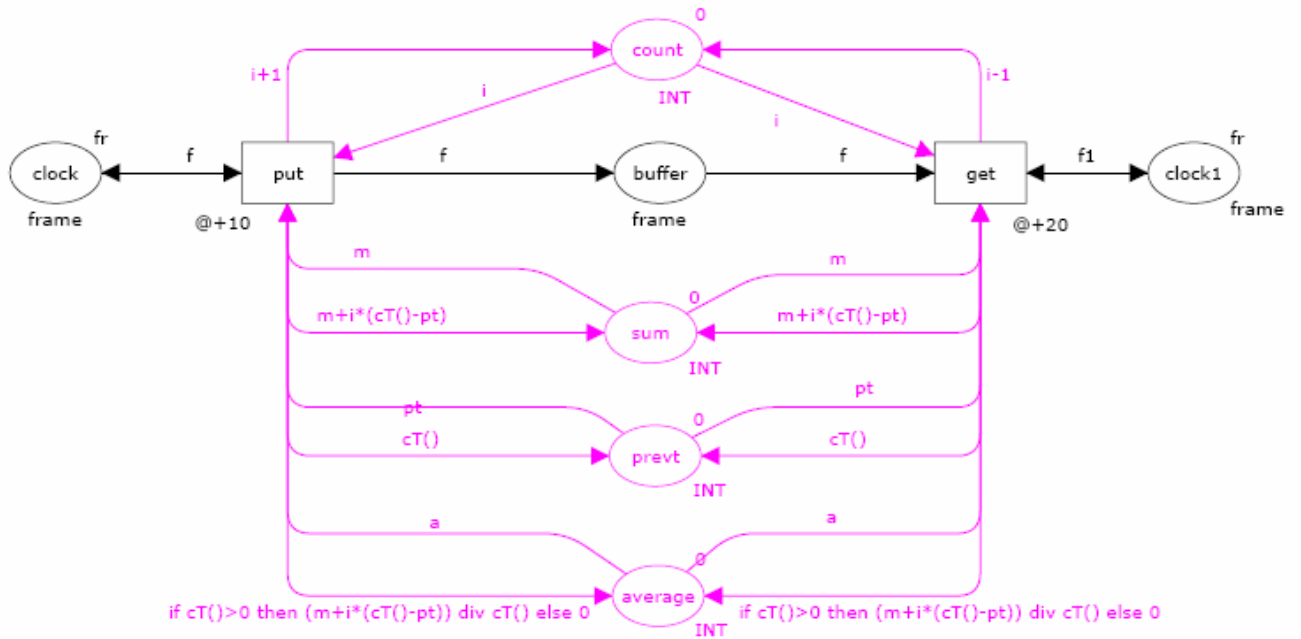 0
count
i+1
i-1
i
INT
i
fr
fr
f
f
f
f1
clock
put
buffer
get
clock1
frame
frame
frame
@+10
@+20
m
m
0
m+i*(cT()-pt)
m+i*(cT()-pt)
sum
INT
pt
pt
0
cT()
cT()
prevt
INT
a
a
0
average
if cT()>0 then (m+i*(cT()-pt)) div cT() else 0
if cT()>0 then (m+i*(cT()-pt)) div cT() else 0
INT